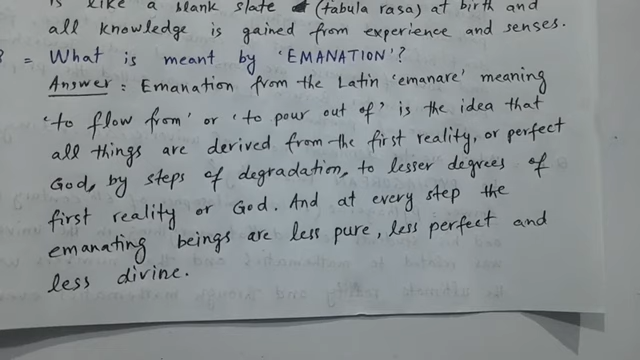 is like a blank slate (tabula rasa) at birth and
all knowledge is gained from experience and senses.
= What is meant by 'EMANATION'?
Answer : Emanation from the Latin 'emanare' meaning
'to flow from' or 'to pour out of' is the idea that
all things are derived from the first reality, or perfect
God, by steps of degradation, to lesser degrees of
first reality or God. And at every step the
emanating beings are less pure, less perfect and
less divine.